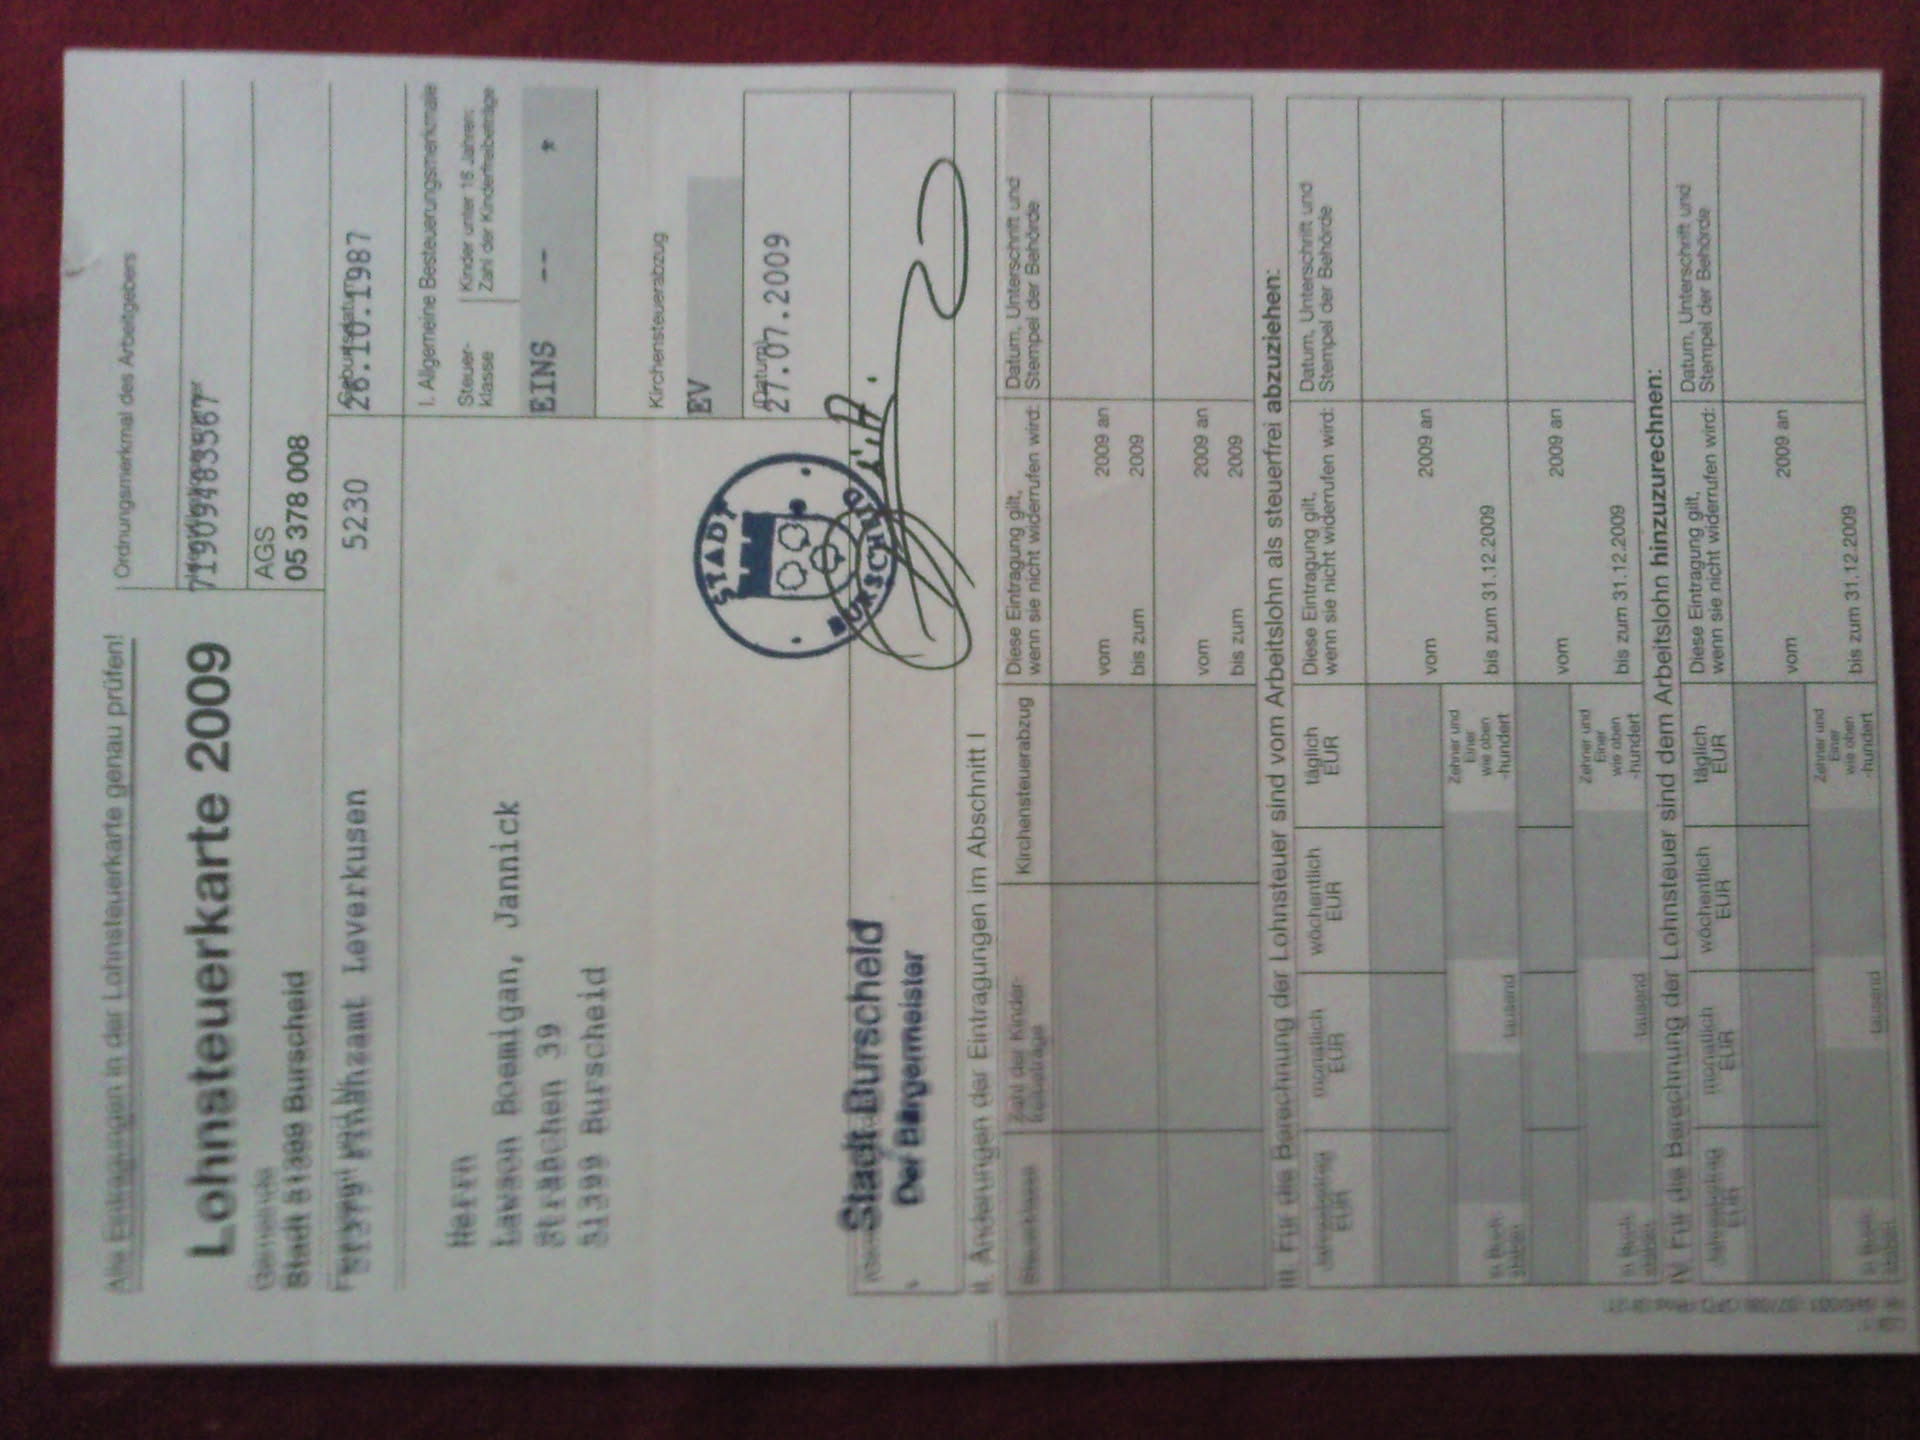 Alle Eintragungen in der Lohnsteuerkarte genau prüfen!
Lohnsteuerkarte 2009
Ordnungsmerkmal des Arbeitgebers
Gemeinde
Stadt 51399 Burscheid
AGS
05 378 008
Finanzamt Leverkusen
5230
Geburtsdatum
26.10.1987
I. Allgemeine Besteuerungsmerkmale
Steuer-
klasse
Kinder unter 18 Jahren:
Zahl der Kinderfreibeträge
EINS -- *
Herrn
Lawson Boemigan, Jannick
Sträßchen 39
51399 Burscheid
Kirchensteuerabzug
EV
(Datum)
27.07.2009
STADT
BURSCHEID
Stadt Burscheid
Der Bürgermeister
II. Änderungen der Eintragungen im Abschnitt I
Steuerklasse
Zahl der Kinder-
freibeträge
Kirchensteuerabzug
Diese Eintragung gilt,
wenn sie nicht widerrufen wird:
Datum, Unterschrift und
Stempel der Behörde
vom 2009 an
bis zum 2009
vom 2009 an
bis zum 2009
III. Für die Berechnung der Lohnsteuer sind vom Arbeitslohn als steuerfrei abzuziehen:
Jahresbetrag
EUR
monatlich
EUR
wöchentlich
EUR
täglich
EUR
Diese Eintragung gilt,
wenn sie nicht widerrufen wird:
Datum, Unterschrift und
Stempel der Behörde
vom 2009 an
in Buch-
staben
-tausend
Zehner und
Einer
wie oben
-hundert
bis zum 31.12.2009
vom 2009 an
in Buch-
staben
-tausend
Zehner und
Einer
wie oben
-hundert
bis zum 31.12.2009
IV. Für die Berechnung der Lohnsteuer sind dem Arbeitslohn hinzuzurechnen:
Jahresbetrag
EUR
monatlich
EUR
wöchentlich
EUR
täglich
EUR
Diese Eintragung gilt,
wenn sie nicht widerrufen wird:
Datum, Unterschrift und
Stempel der Behörde
vom 2009 an
in Buch-
staben
-tausend
Zehner und
Einer
wie oben
-hundert
bis zum 31.12.2009